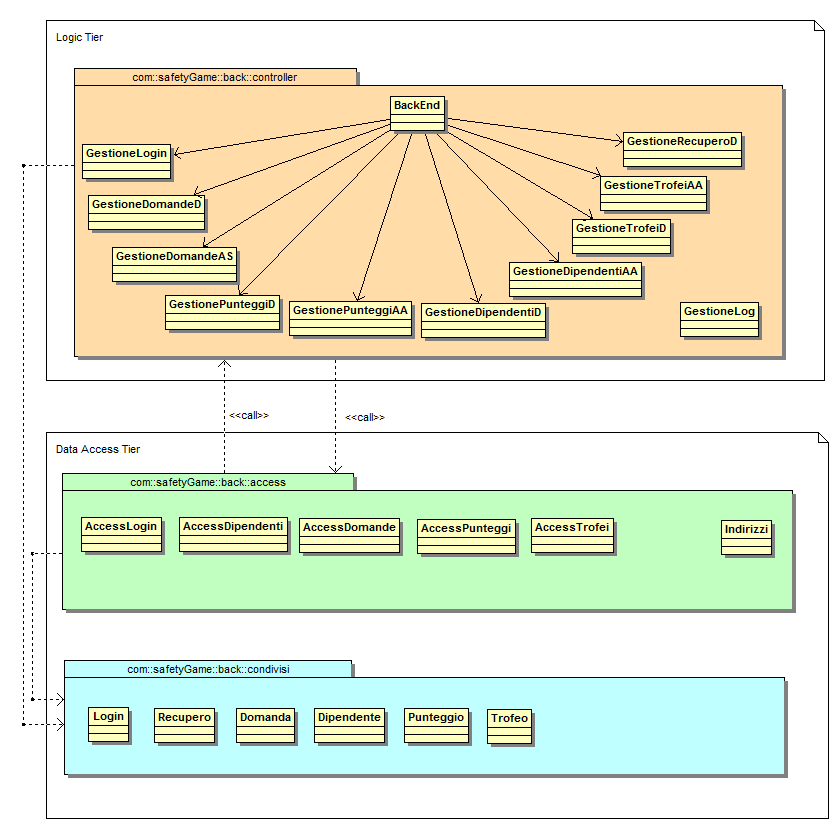 Logic Tier
com::safetyGame::back::controller
BackEnd
GestioneLogin
GestioneRecuperoD
GestioneDomandeD
GestioneTrofeiAA
GestioneDomandeAS
GestioneTrofeiD
GestioneDipendentiAA
GestionePunteggiD
GestionePunteggiAA
GestioneDipendentiD
GestioneLog
<<call>>
<<call>>
Data Access Tier
com::safetyGame::back::access
AccessLogin
AccessDipendenti
AccessDomande
AccessPunteggi
AccessTrofei
Indirizzi
com::safetyGame::back::condivisi
Login
Recupero
Domanda
Dipendente
Punteggio
Trofeo